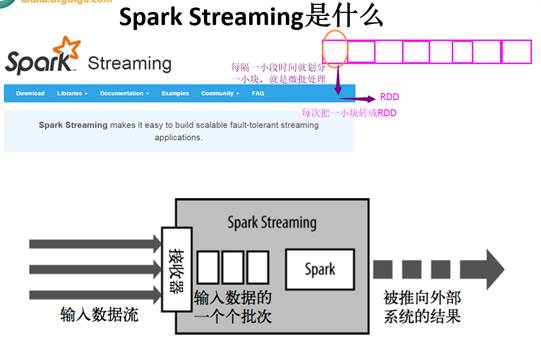 www.atguigu.com
Spark Streaming是什么
Spark Streaming
每隔一小段时间就划分
一小块，就是微批处理
Download Libraries Documentation Examples Community FAQ
RDD
每次把一小块转成RDD
Spark Streaming makes it easy to build scalable fault-tolerant streaming
applications.
Spark Streaming
接收器
Spark
输入数据流
输入数据的
一个个批次
被推向外部
系统的结果